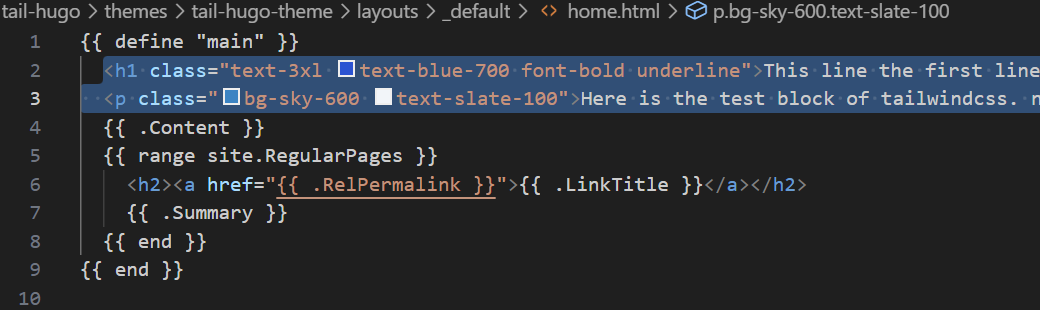 tail-hugo > themes > tail-hugo-theme > layouts > _default > <> home.html > p.bg-sky-600.text-slate-100
1 {{ define "main" }}
2 <h1 class="text-3xl text-blue-700 font-bold underline">This line the first line
3 <p class="bg-sky-600 text-slate-100">Here is the test block of tailwindcss. n
4 {{ .Content }}
5 {{ range site.RegularPages }}
6 <h2><a href="{{ .RelPermalink }}">{{ .LinkTitle }}</a></h2>
7 {{ .Summary }}
8 {{ end }}
9 {{ end }}
10